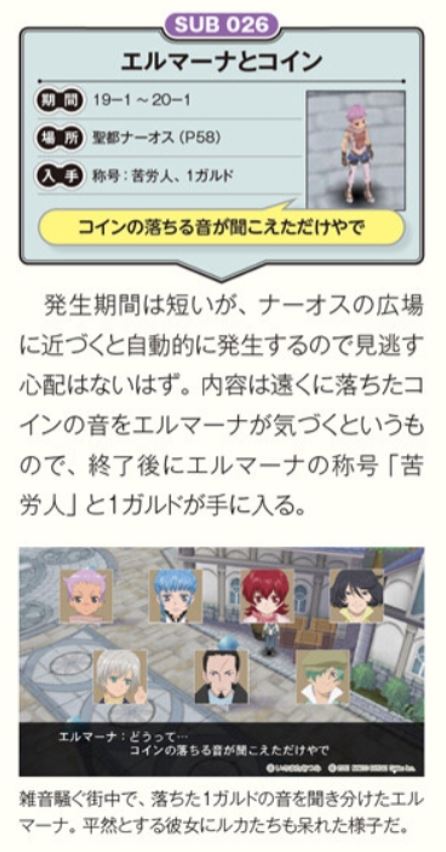 SUB 026
エルマーナとコイン
期間 19-1～20-1
場所 聖都ナーオス（P58）
入手 称号：苦労人、1ガルド
コインの落ちる音が聞こえただけやで
発生期間は短いが、ナーオスの広場
に近づくと自動的に発生するので見逃す
心配はないはず。内容は遠くに落ちたコ
インの音をエルマーナが気づくというも
ので、終了後にエルマーナの称号「苦
労人」と1ガルドが手に入る。
エルマーナ：どうって…
コインの落ちる音が聞こえただけやで
雑音騒ぐ街中で、落ちた1ガルドの音を聞き分けたエル
マーナ。平然とする彼女にルカたちも呆れた様子だ。